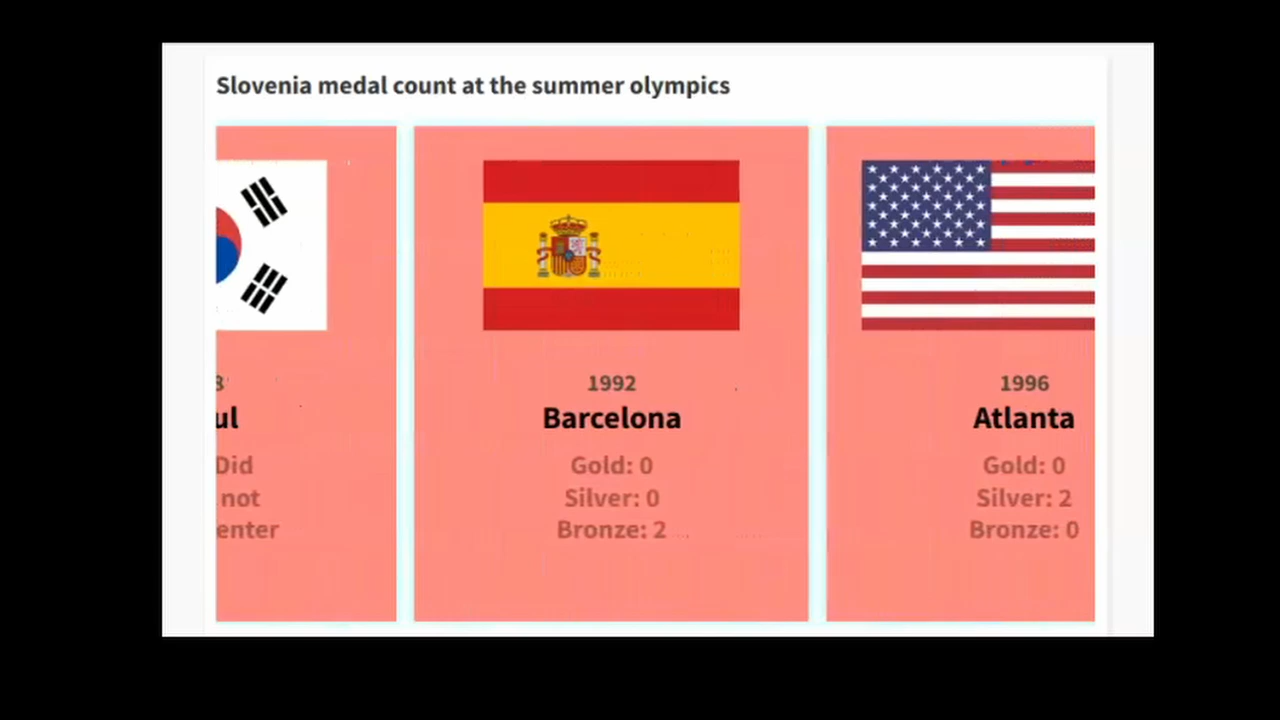 Slovenia medal count at the summer olympics
8
ul
Did
not
enter
1992
Barcelona
Gold: 0
Silver: 0
Bronze: 2
1996
Atlanta
Gold: 0
Silver: 2
Bronze: 0